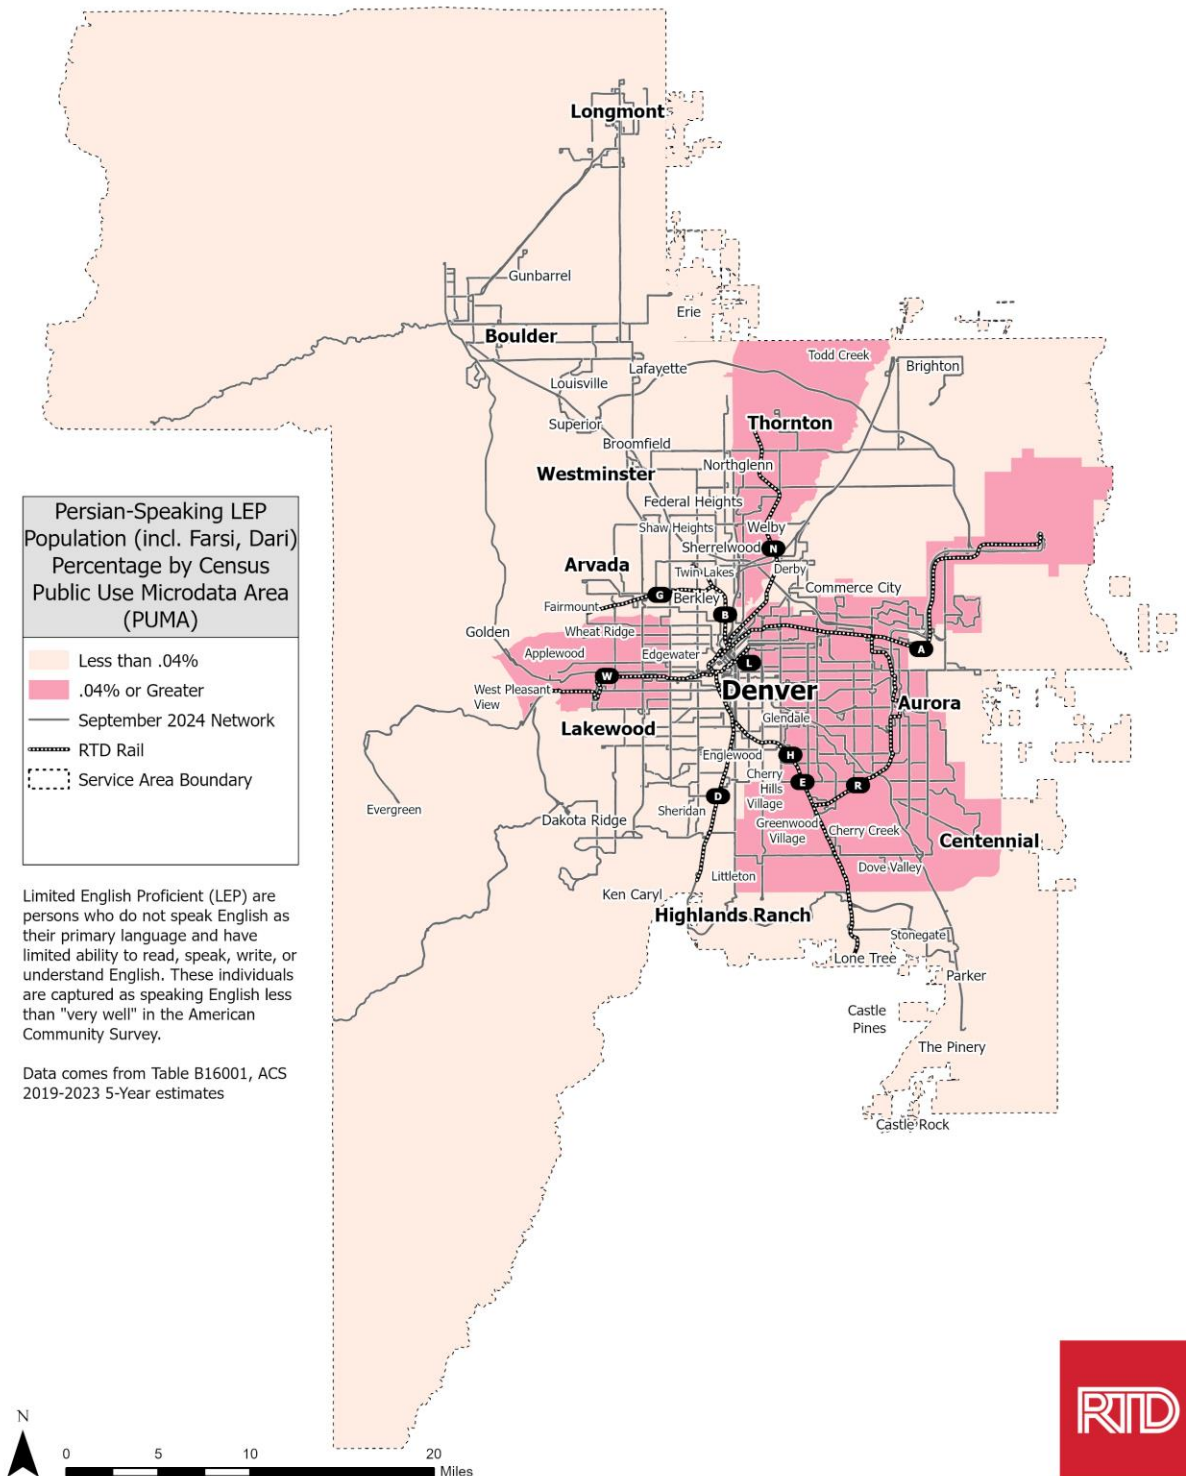 Longmont
Gunbarrel
Erie
Boulder
Todd Creek
Lafayette
Brighton
Louisville
Superior
Thornton
Broomfield
Northglenn
Westminster
Federal Heights
Shaw Heights
Welby
Sherrelwood
N
Arvada
Twin Lakes
Derby
Commerce City
G
Berkley
Fairmount
B
Golden
Wheat Ridge
Applewood
Edgewater
A
L
W
West Pleasant
View
Denver
Aurora
Lakewood
Glendale
Englewood
H
Cherry
Hills
Village
E
R
D
Evergreen
Dakota Ridge
Sheridan
Greenwood
Village
Cherry Creek
Centennial
Littleton
Dove Valley
Ken Caryl
Highlands Ranch
Stonegate
Lone Tree
Parker
Castle
Pines
The Pinery
Castle Rock
Persian-Speaking LEP
Population (incl. Farsi, Dari)
Percentage by Census
Public Use Microdata Area
(PUMA)
Less than .04%
.04% or Greater
September 2024 Network
RTD Rail
Service Area Boundary
Limited English Proficient (LEP) are
persons who do not speak English as
their primary language and have
limited ability to read, speak, write, or
understand English. These individuals
are captured as speaking English less
than "very well" in the American
Community Survey.
Data comes from Table B16001, ACS
2019-2023 5-Year estimates
N
0 5 10 20
Miles
RTD